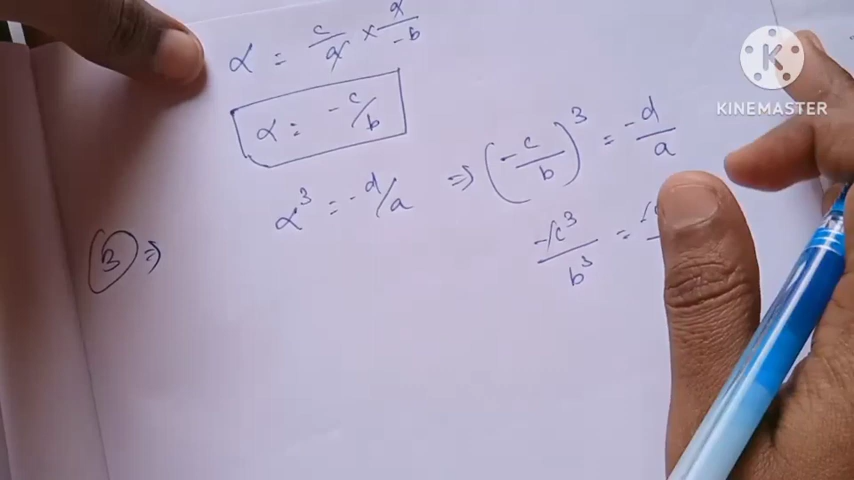 α = c/a × a/-b
α = -c/b
α³ = -d/a ⇒ (-c/b)³ = -d/a
③ ⇒
-c³/b³ =
K
KINEMASTER